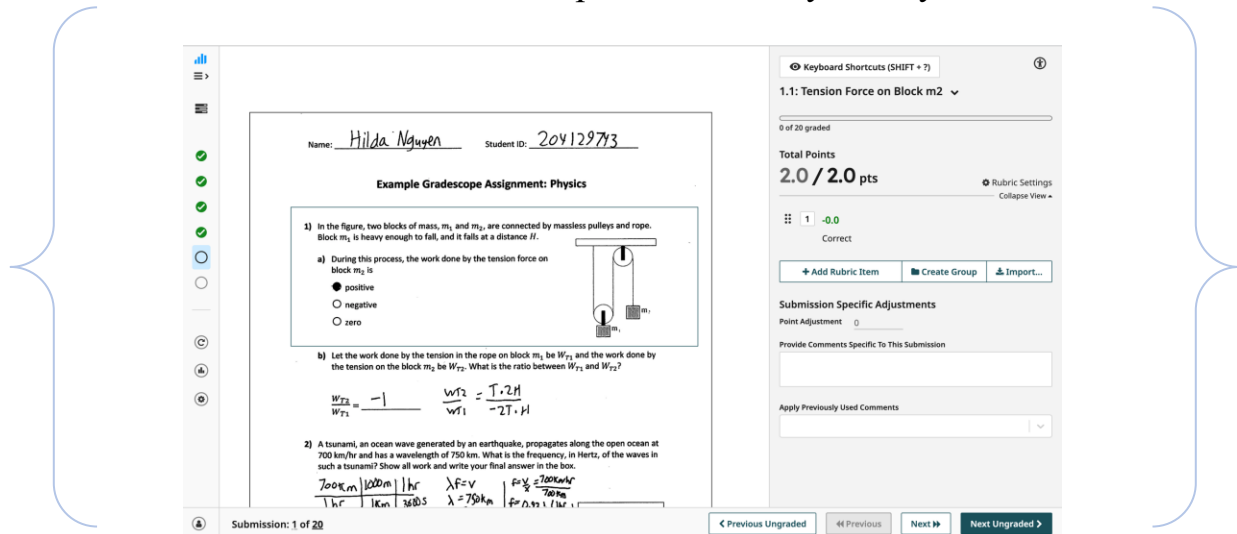 Keyboard Shortcuts (SHIFT + ?)
1.1: Tension Force on Block m2
0 of 20 graded
Total Points
2.0 / 2.0 pts
Rubric Settings
Collapse View
1 -0.0
Correct
+ Add Rubric Item Create Group Import...
Submission Specific Adjustments
Point Adjustment 0
Provide Comments Specific To This Submission
Apply Previously Used Comments
Name: Hilda Nguyen Student ID: 204129743
Example Gradescope Assignment: Physics
1) In the figure, two blocks of mass, m₁ and m₂, are connected by massless pulleys and rope.
Block m₁ is heavy enough to fall, and it falls at a distance H.
a) During this process, the work done by the tension force on
block m₂ is
positive
negative
zero
m₂
m₁
b) Let the work done by the tension in the rope on block m₁ be W_T1 and the work done by
the tension on the block m₂ be W_T2. What is the ratio between W_T1 and W_T2?
W_T2/W_T1 = -1 WT2/WT1 = T·2H/-2T·H
2) A tsunami, an ocean wave generated by an earthquake, propagates along the open ocean at
700 km/hr and has a wavelength of 750 km. What is the frequency, in Hertz, of the waves in
such a tsunami? Show all work and write your final answer in the box.
700km | 1000m | 1hr λf=v
1hr | 1km | 3600s λ=750km
Submission: 1 of 20
Previous Ungraded Previous Next Next Ungraded